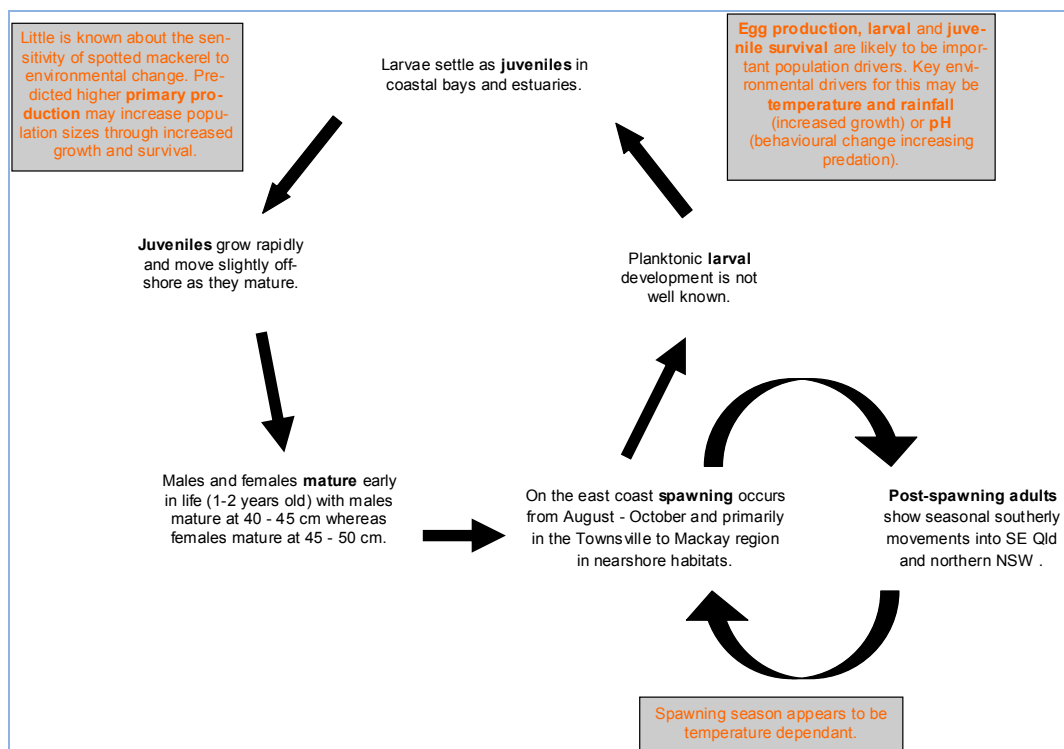 Little is known about the sen-
sitivity of spotted mackerel to
environmental change. Pre-
dicted higher primary pro-
duction may increase popu-
lation sizes through increased
growth and survival.
Larvae settle as juveniles in
coastal bays and estuaries.
Egg production, larval and juve-
nile survival are likely to be impor-
tant population drivers. Key envi-
ronmental drivers for this may be
temperature and rainfall
(increased growth) or pH
(behavioural change increasing
predation).
Juveniles grow rapidly
and move slightly off-
shore as they mature.
Planktonic larval
development is not
well known.
Males and females mature early
in life (1-2 years old) with males
mature at 40 - 45 cm whereas
females mature at 45 - 50 cm.
On the east coast spawning occurs
from August - October and primarily
in the Townsville to Mackay region
in nearshore habitats.
Post-spawning adults
show seasonal southerly
movements into SE Qld
and northern NSW .
Spawning season appears to be
temperature dependant.